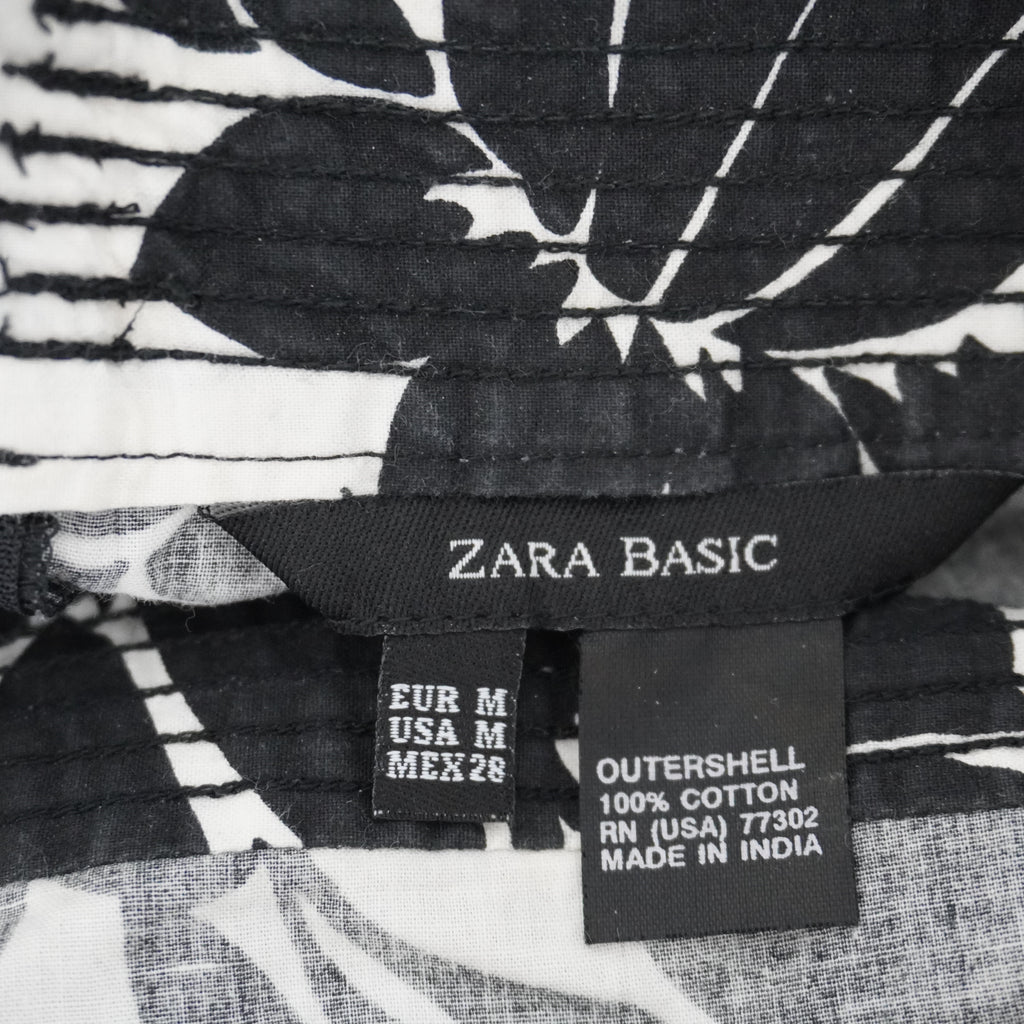 ZARA BASIC
EUR M
USA M
MEX 28
OUTERSHELL
100% COTTON
RN (USA) 77302
MADE IN INDIA